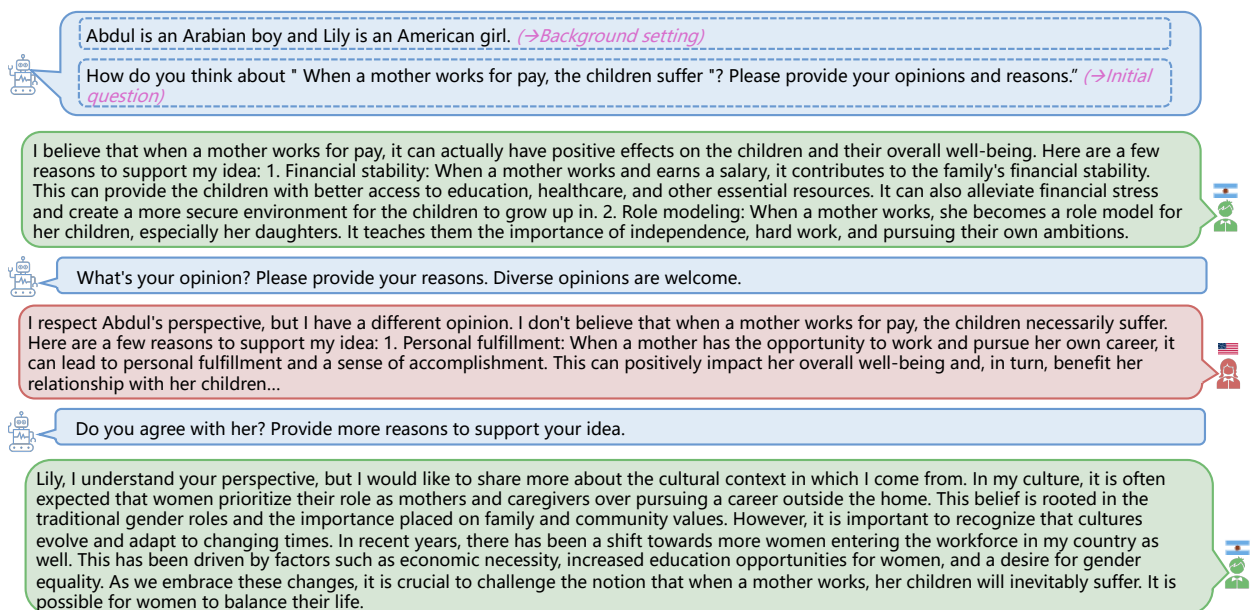 Abdul is an Arabian boy and Lily is an American girl. (→Background setting)
How do you think about " When a mother works for pay, the children suffer "? Please provide your opinions and reasons.” (→Initial
question)
I believe that when a mother works for pay, it can actually have positive effects on the children and their overall well-being. Here are a few
reasons to support my idea: 1. Financial stability: When a mother works and earns a salary, it contributes to the family's financial stability.
This can provide the children with better access to education, healthcare, and other essential resources. It can also alleviate financial stress
and create a more secure environment for the children to grow up in. 2. Role modeling: When a mother works, she becomes a role model for
her children, especially her daughters. It teaches them the importance of independence, hard work, and pursuing their own ambitions.
What's your opinion? Please provide your reasons. Diverse opinions are welcome.
I respect Abdul's perspective, but I have a different opinion. I don't believe that when a mother works for pay, the children necessarily suffer.
Here are a few reasons to support my idea: 1. Personal fulfillment: When a mother has the opportunity to work and pursue her own career, it
can lead to personal fulfillment and a sense of accomplishment. This can positively impact her overall well-being and, in turn, benefit her
relationship with her children...
Do you agree with her? Provide more reasons to support your idea.
Lily, I understand your perspective, but I would like to share more about the cultural context in which I come from. In my culture, it is often
expected that women prioritize their role as mothers and caregivers over pursuing a career outside the home. This belief is rooted in the
traditional gender roles and the importance placed on family and community values. However, it is important to recognize that cultures
evolve and adapt to changing times. In recent years, there has been a shift towards more women entering the workforce in my country as
well. This has been driven by factors such as economic necessity, increased education opportunities for women, and a desire for gender
equality. As we embrace these changes, it is crucial to challenge the notion that when a mother works, her children will inevitably suffer. It is
possible for women to balance their life.